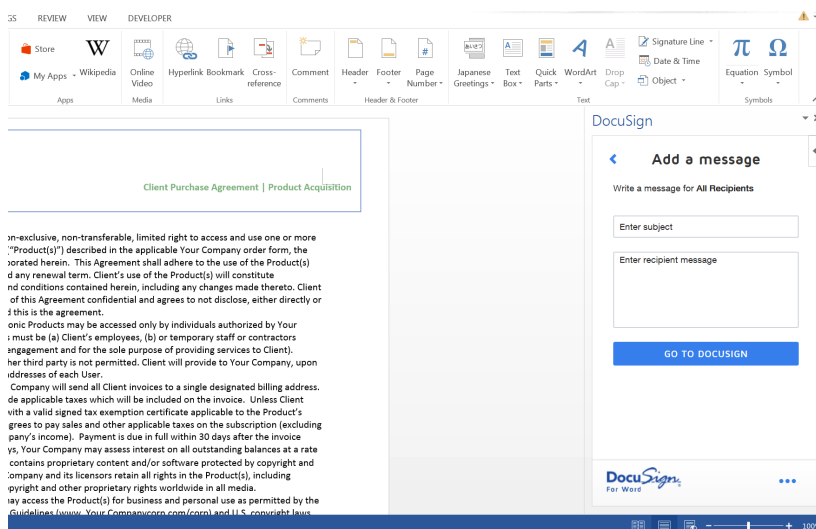 GS REVIEW VIEW DEVELOPER
Store
My Apps
Wikipedia
Apps
Online Video
Media
Hyperlink Bookmark Cross-reference
Links
Comment
Comments
Header Footer Page Number
Header & Footer
Japanese Greetings
Text Box
Quick Parts
WordArt
Drop Cap
Signature Line
Date & Time
Object
Text
Equation Symbol
Symbols
Client Purchase Agreement | Product Acquisition
on-exclusive, non-transferable, limited right to access and use one or more
("Product(s)") described in the applicable Your Company order form, the
porated herein. This Agreement shall adhere to the use of the Product(s)
d any renewal term. Client's use of the Product(s) will constitute
nd conditions contained herein, including any changes made thereto. Client
of this Agreement confidential and agrees to not disclose, either directly or
d this is the agreement.
onic Products may be accessed only by individuals authorized by Your
s must be (a) Client's employees, (b) or temporary staff or contractors
engagement and for the sole purpose of providing services to Client).
her third party is not permitted. Client will provide to Your Company, upon
addresses of each User.
Company will send all Client invoices to a single designated billing address.
de applicable taxes which will be included on the invoice. Unless Client
with a valid signed tax exemption certificate applicable to the Product's
grees to pay sales and other applicable taxes on the subscription (excluding
pany's income). Payment is due in full within 30 days after the invoice
ys, Your Company may assess interest on all outstanding balances at a rate
contains proprietary content and/or software protected by copyright and
Company and its licensors retain all rights in the Product(s), including
opyright and other proprietary rights worldwide in all media.
nay access the Product(s) for business and personal use as permitted by the
Guidelines (www. Your Companycorp.com/corp) and U.S. copyright laws
DocuSign
Add a message
Write a message for All Recipients
Enter subject
Enter recipient message
GO TO DOCUSIGN
DocuSign
For Word
100